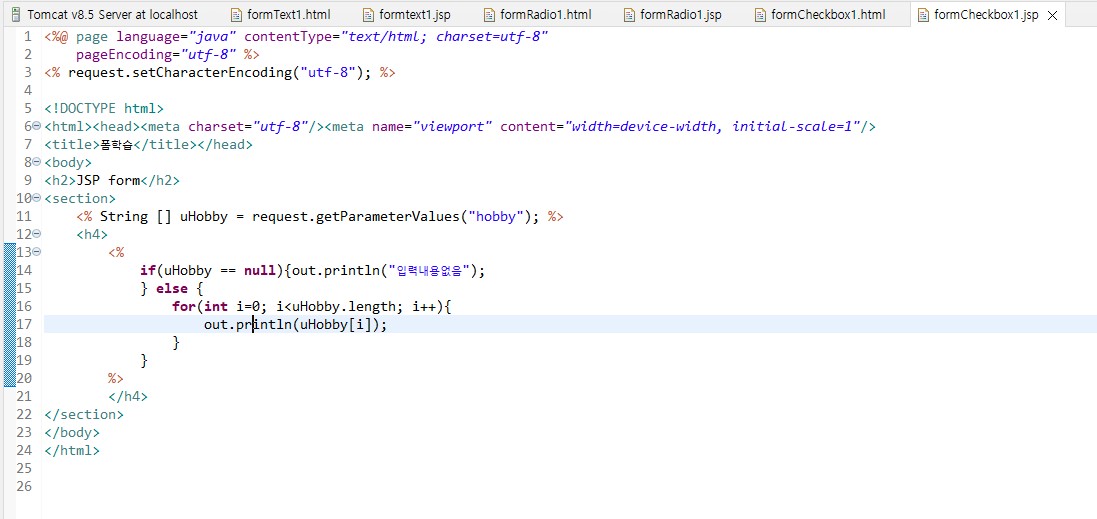 Tomcat v8.5 Server at localhost formText1.html formtext1.jsp formRadio1.html formRadio1.jsp formCheckbox1.html formCheckbox1.jsp
1 <%@ page language="java" contentType="text/html; charset=utf-8"
2     pageEncoding="utf-8" %>
3 <% request.setCharacterEncoding("utf-8"); %>
4
5 <!DOCTYPE html>
6 <html><head><meta charset="utf-8"/><meta name="viewport" content="width=device-width, initial-scale=1"/>
7 <title>폼학습</title></head>
8 <body>
9 <h2>JSP form</h2>
10 <section>
11     <% String [] uHobby = request.getParameterValues("hobby"); %>
12     <h4>
13         <%
14             if(uHobby == null){out.println("입력내용없음");
15             } else {
16                 for(int i=0; i<uHobby.length; i++){
17                     out.println(uHobby[i]);
18                 }
19             }
20         %>
21         </h4>
22 </section>
23 </body>
24 </html>
25
26